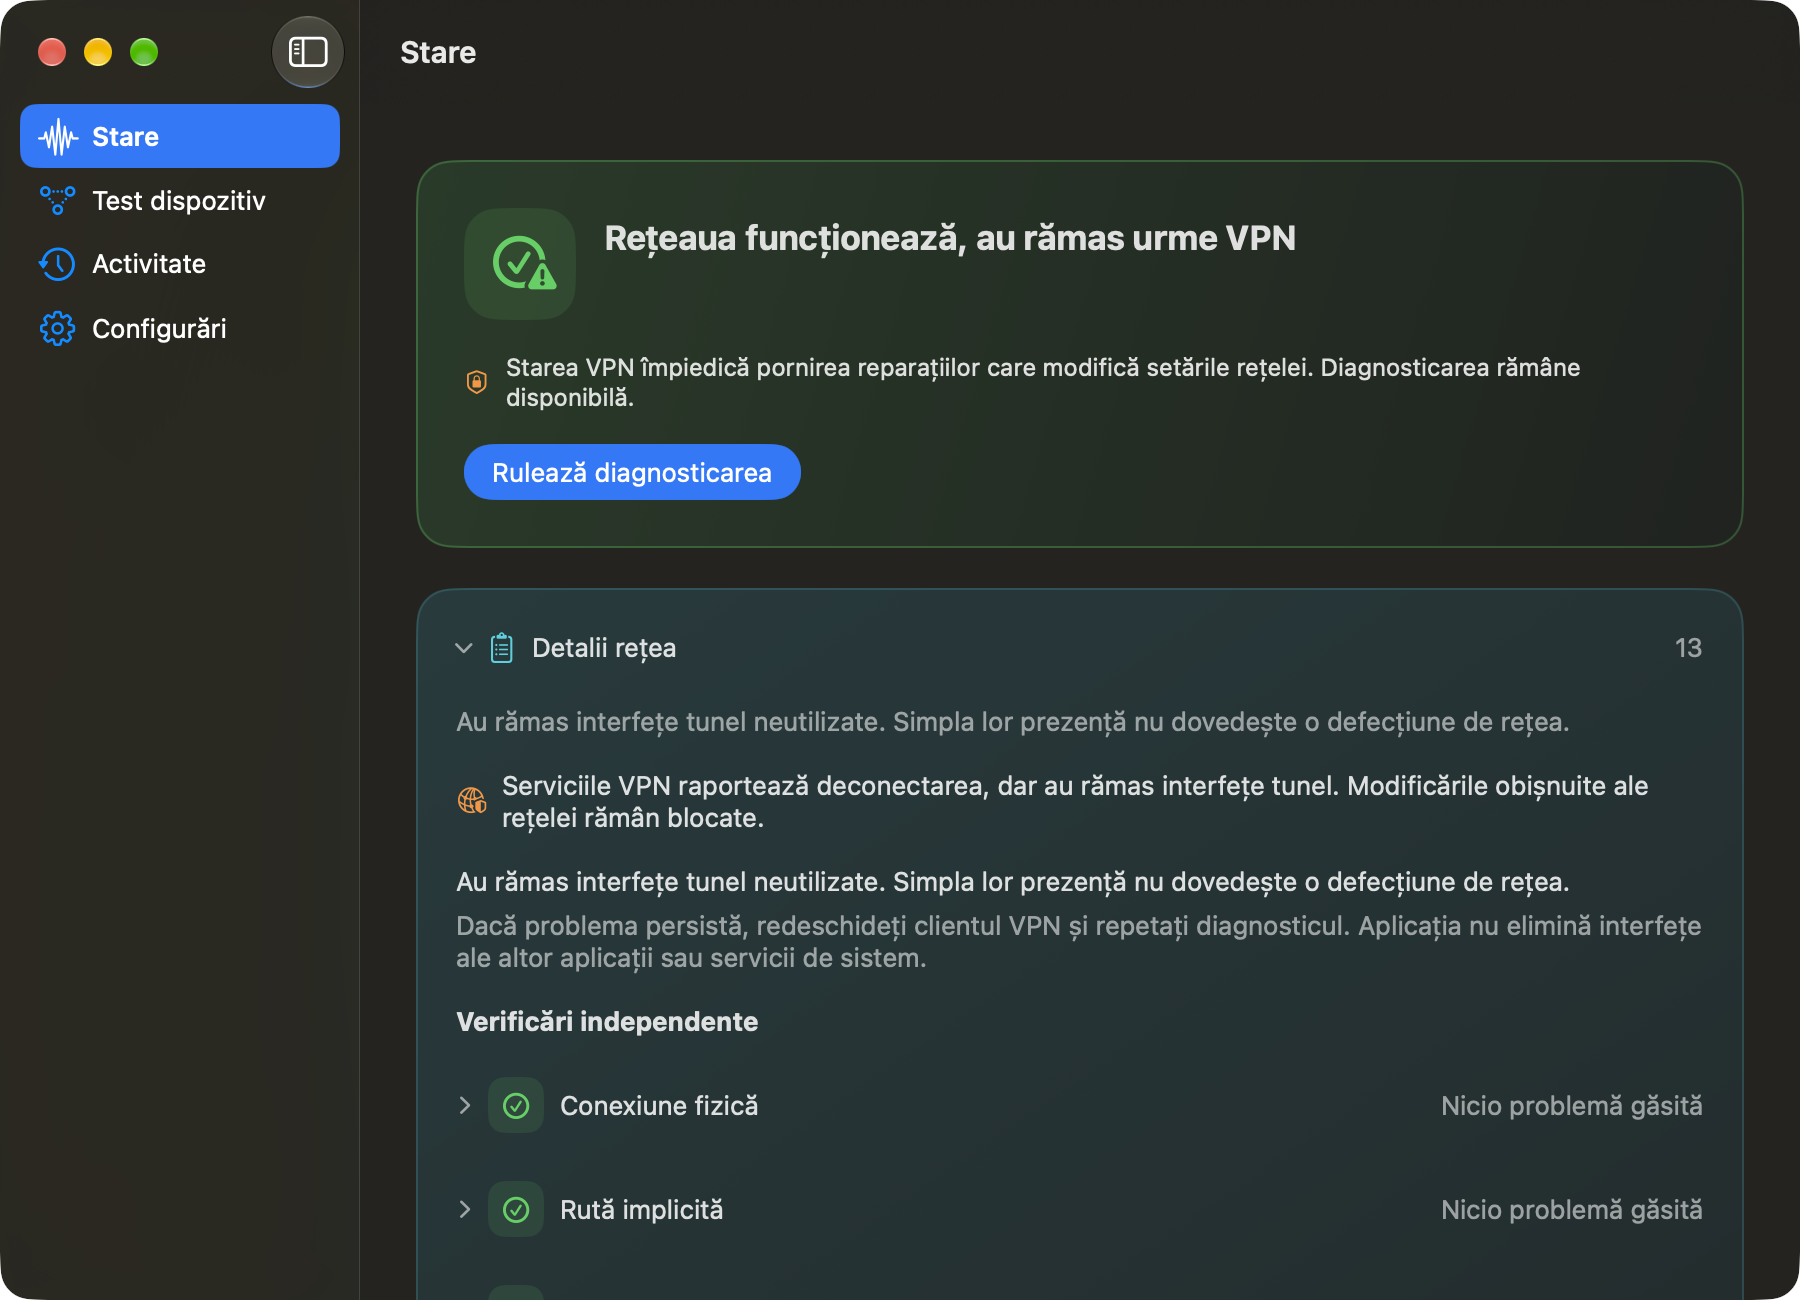 Stare
Stare
Test dispozitiv
Activitate
Configurări
Rețeaua funcționează, au rămas urme VPN
Starea VPN împiedică pornirea reparațiilor care modifică setările rețelei. Diagnosticarea rămâne
disponibilă.
Rulează diagnosticarea
Detalii rețea
13
Au rămas interfețe tunel neutilizate. Simpla lor prezență nu dovedește o defecțiune de rețea.
Serviciile VPN raportează deconectarea, dar au rămas interfețe tunel. Modificările obișnuite ale
rețelei rămân blocate.
Au rămas interfețe tunel neutilizate. Simpla lor prezență nu dovedește o defecțiune de rețea.
Dacă problema persistă, redeschideți clientul VPN și repetați diagnosticul. Aplicația nu elimină interfețe
ale altor aplicații sau servicii de sistem.
Verificări independente
Conexiune fizică
Nicio problemă găsită
Rută implicită
Nicio problemă găsită